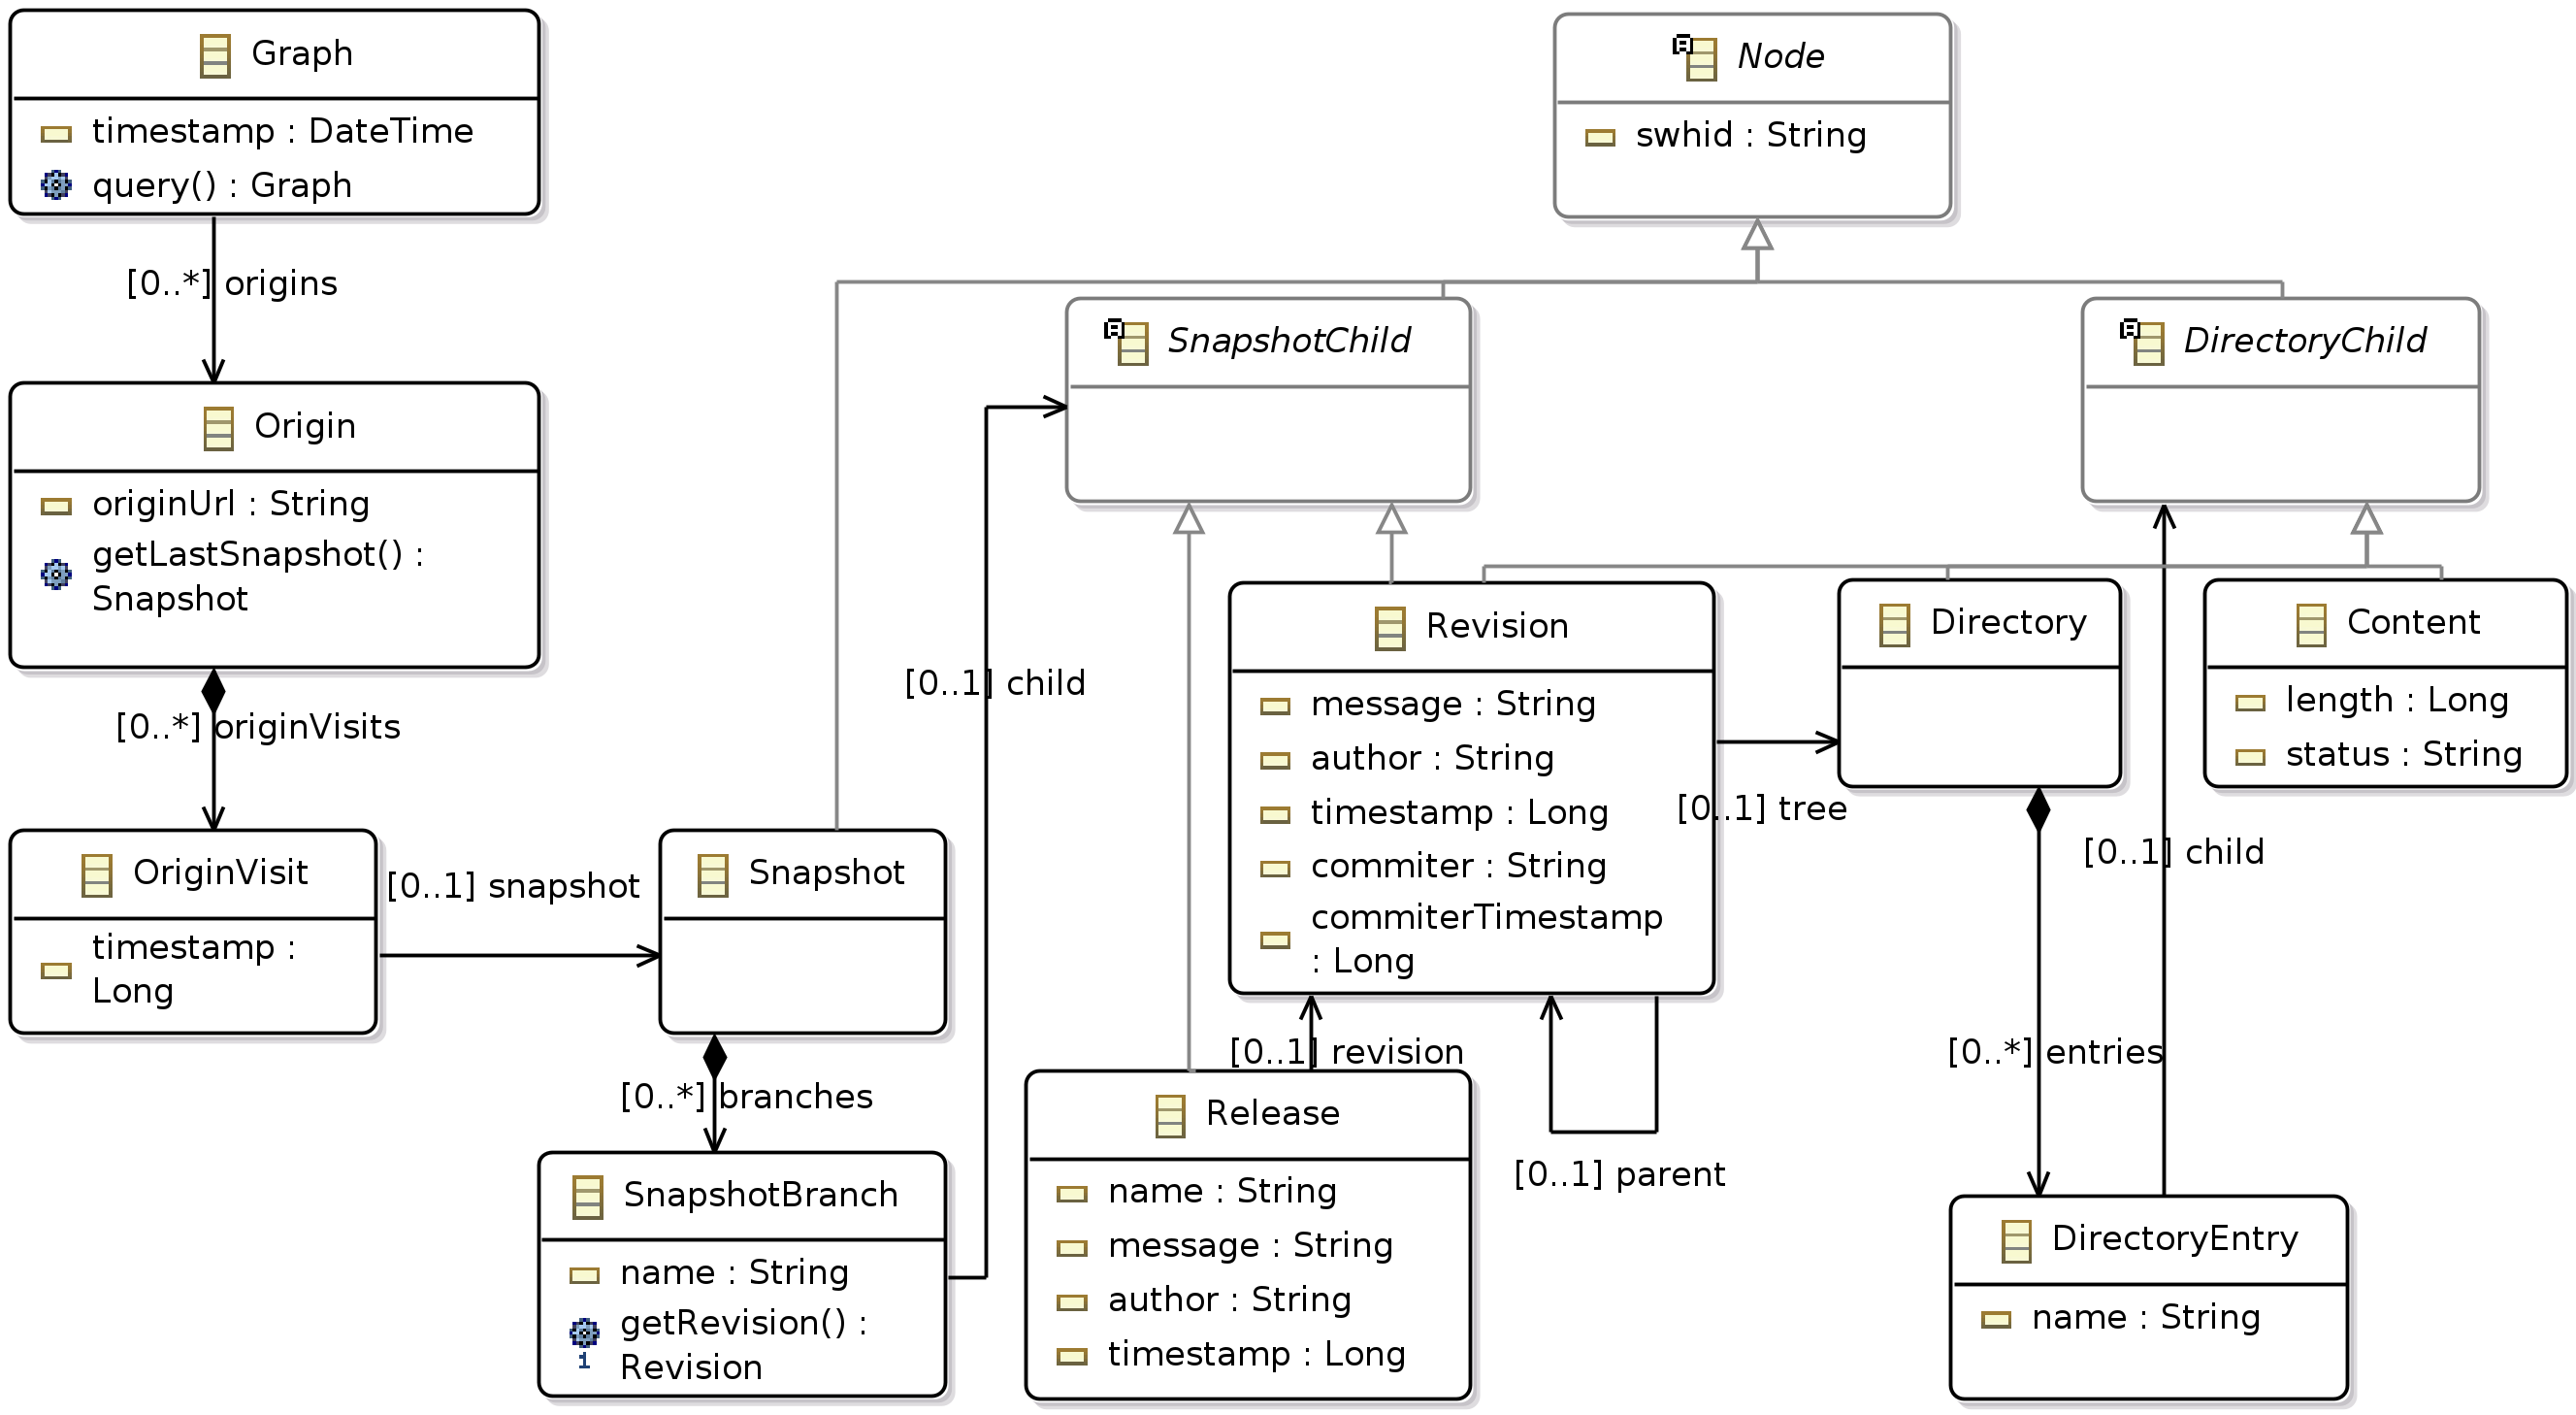 Graph
timestamp : DateTime
query() : Graph
[0..*] origins
Origin
originUrl : String
getLastSnapshot() :
Snapshot
[0..*] originVisits
OriginVisit
timestamp :
Long
[0..1] snapshot
Snapshot
[0..*] branches
SnapshotBranch
name : String
getRevision() :
Revision
1
[0..1] child
Node
swhid : String
SnapshotChild
DirectoryChild
Revision
message : String
author : String
timestamp : Long
commiter : String
commiterTimestamp
: Long
[0..1] tree
Directory
Content
length : Long
status : String
[0..1] child
[0..*] entries
[0..1] revision
[0..1] parent
Release
name : String
message : String
author : String
timestamp : Long
DirectoryEntry
name : String